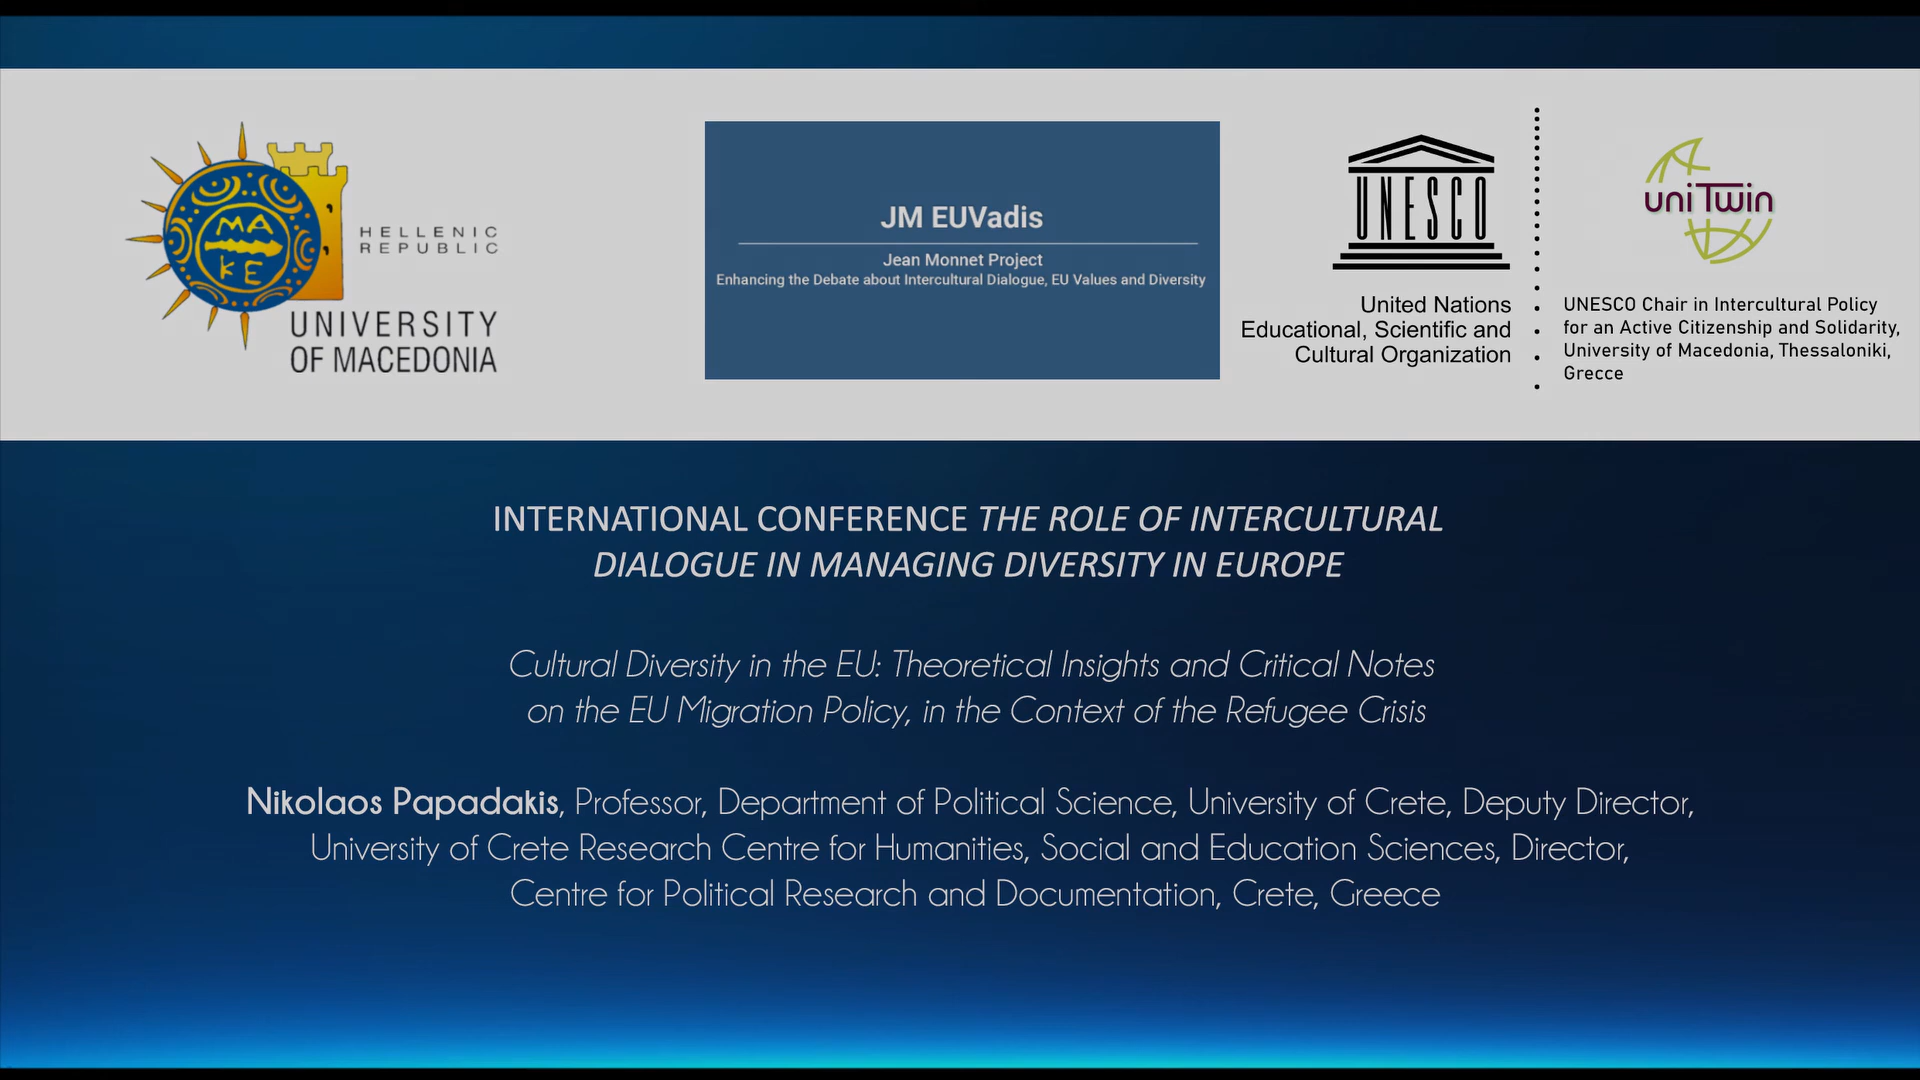 MA
KE
HELLENIC
REPUBLIC
UNIVERSITY
OF MACEDONIA
JM EUVadis
Jean Monnet Project
Enhancing the Debate about Intercultural Dialogue, EU Values and Diversity
UNESCO
United Nations
Educational, Scientific and
Cultural Organization
uniTwin
UNESCO Chair in Intercultural Policy
for an Active Citizenship and Solidarity,
University of Macedonia, Thessaloniki,
Grecce
INTERNATIONAL CONFERENCE THE ROLE OF INTERCULTURAL
DIALOGUE IN MANAGING DIVERSITY IN EUROPE
Cultural Diversity in the EU: Theoretical Insights and Critical Notes
on the EU Migration Policy, in the Context of the Refugee Crisis
Nikolaos Papadakis, Professor, Department of Political Science, University of Crete, Deputy Director,
University of Crete Research Centre for Humanities, Social and Education Sciences, Director,
Centre for Political Research and Documentation, Crete, Greece